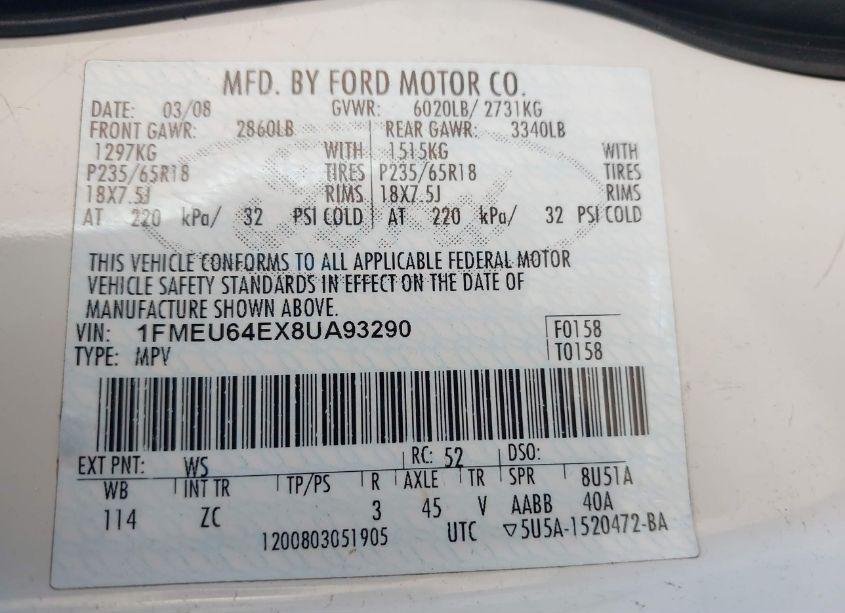 MFD. BY FORD MOTOR CO.
DATE: 03/08 GVWR: 6020LB/ 2731KG
FRONT GAWR: 2860LB REAR GAWR: 3340LB
1297KG WITH 1515KG WITH
P235/65R18 TIRES P235/65R18 TIRES
18X7.5J RIMS 18X7.5J RIMS
AT 220 kPa/ 32 PSI COLD AT 220 kPa/ 32 PSI COLD
THIS VEHICLE CONFORMS TO ALL APPLICABLE FEDERAL MOTOR
VEHICLE SAFETY STANDARDS IN EFFECT ON THE DATE OF
MANUFACTURE SHOWN ABOVE.
VIN: 1FMEU64EX8UA93290 F0158
TYPE: MPV T0158
EXT PNT: WS RC: 52 DSO:
WB INT TR TP/PS R AXLE TR SPR 8U51A
114 ZC 3 45 V AABB 40A
1200803051905 UTC ▽5U5A-1520472-BA